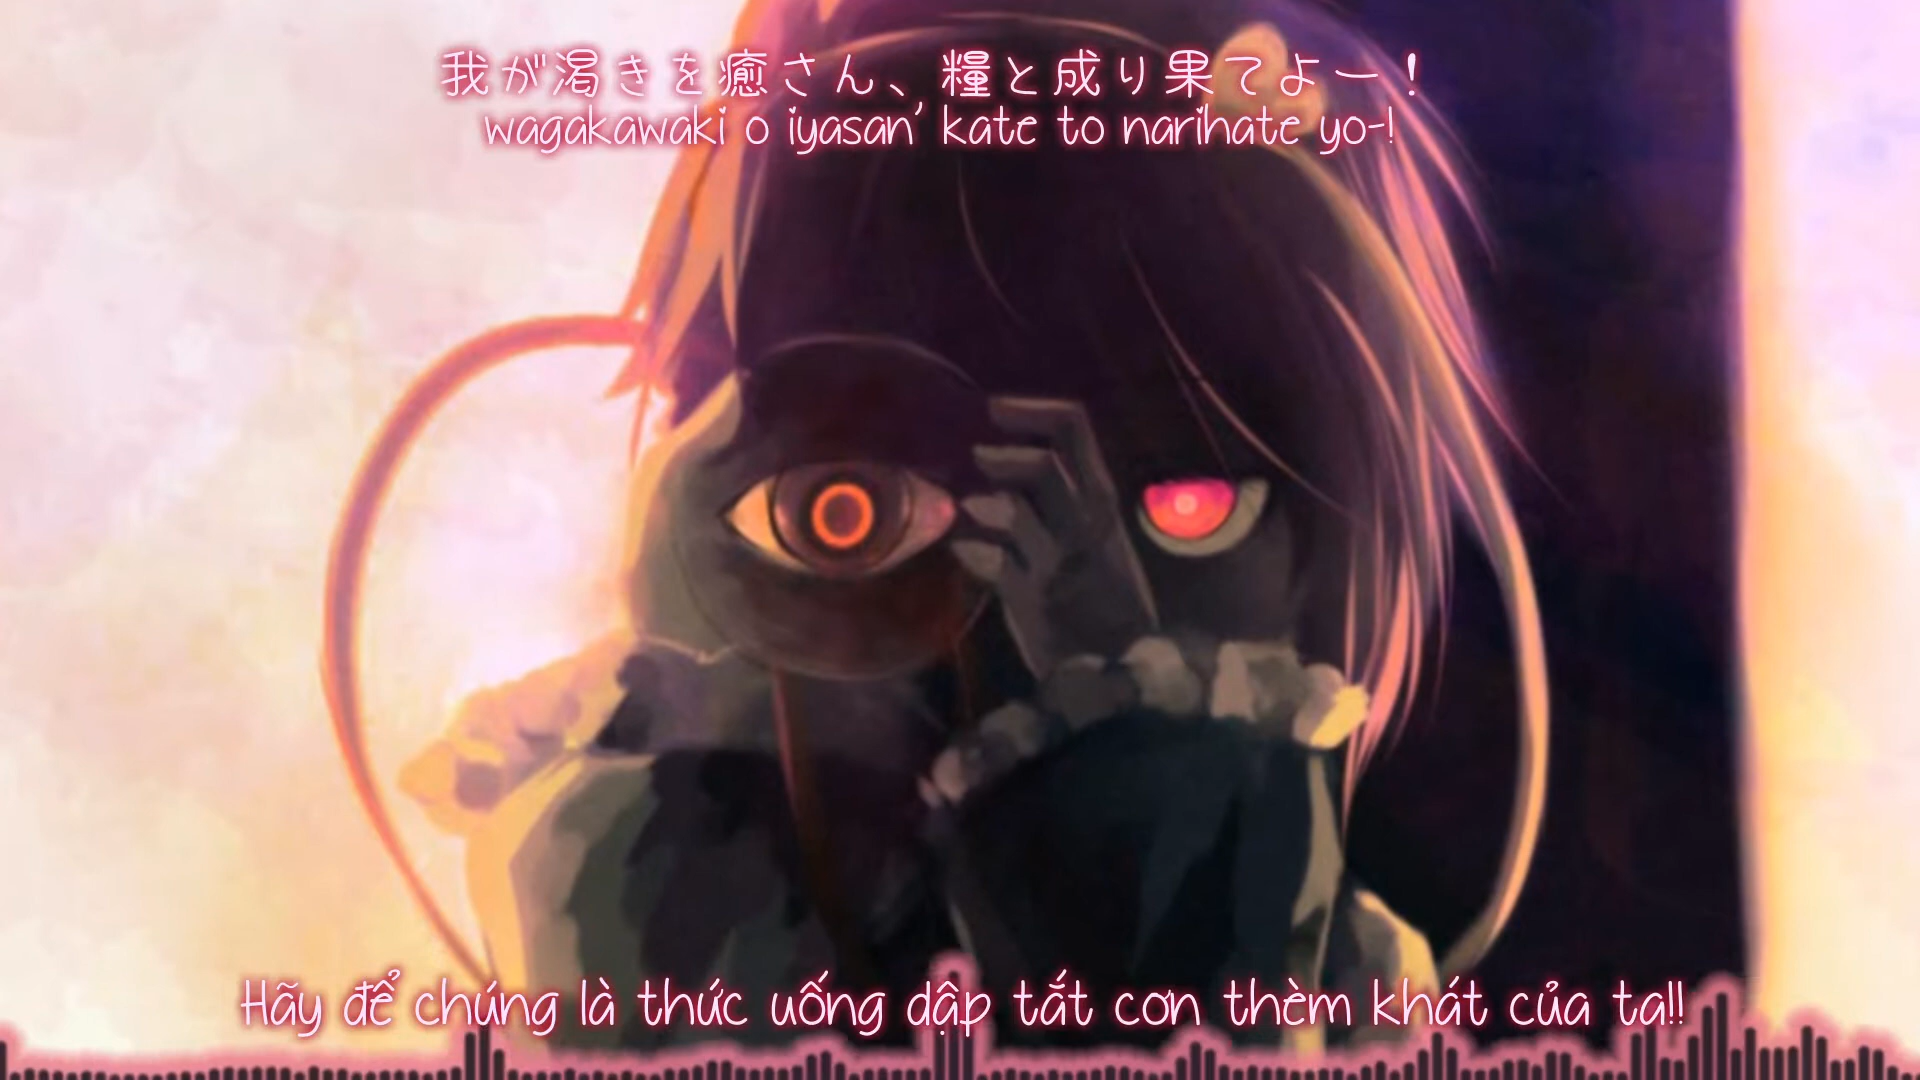 我が渇きを癒さん、糧と成り果てよー！
wagakawaki o iyasan' kate to narihate yo-!
Hãy để chúng là thức uống dập tắt cơn thèm khát của ta!!